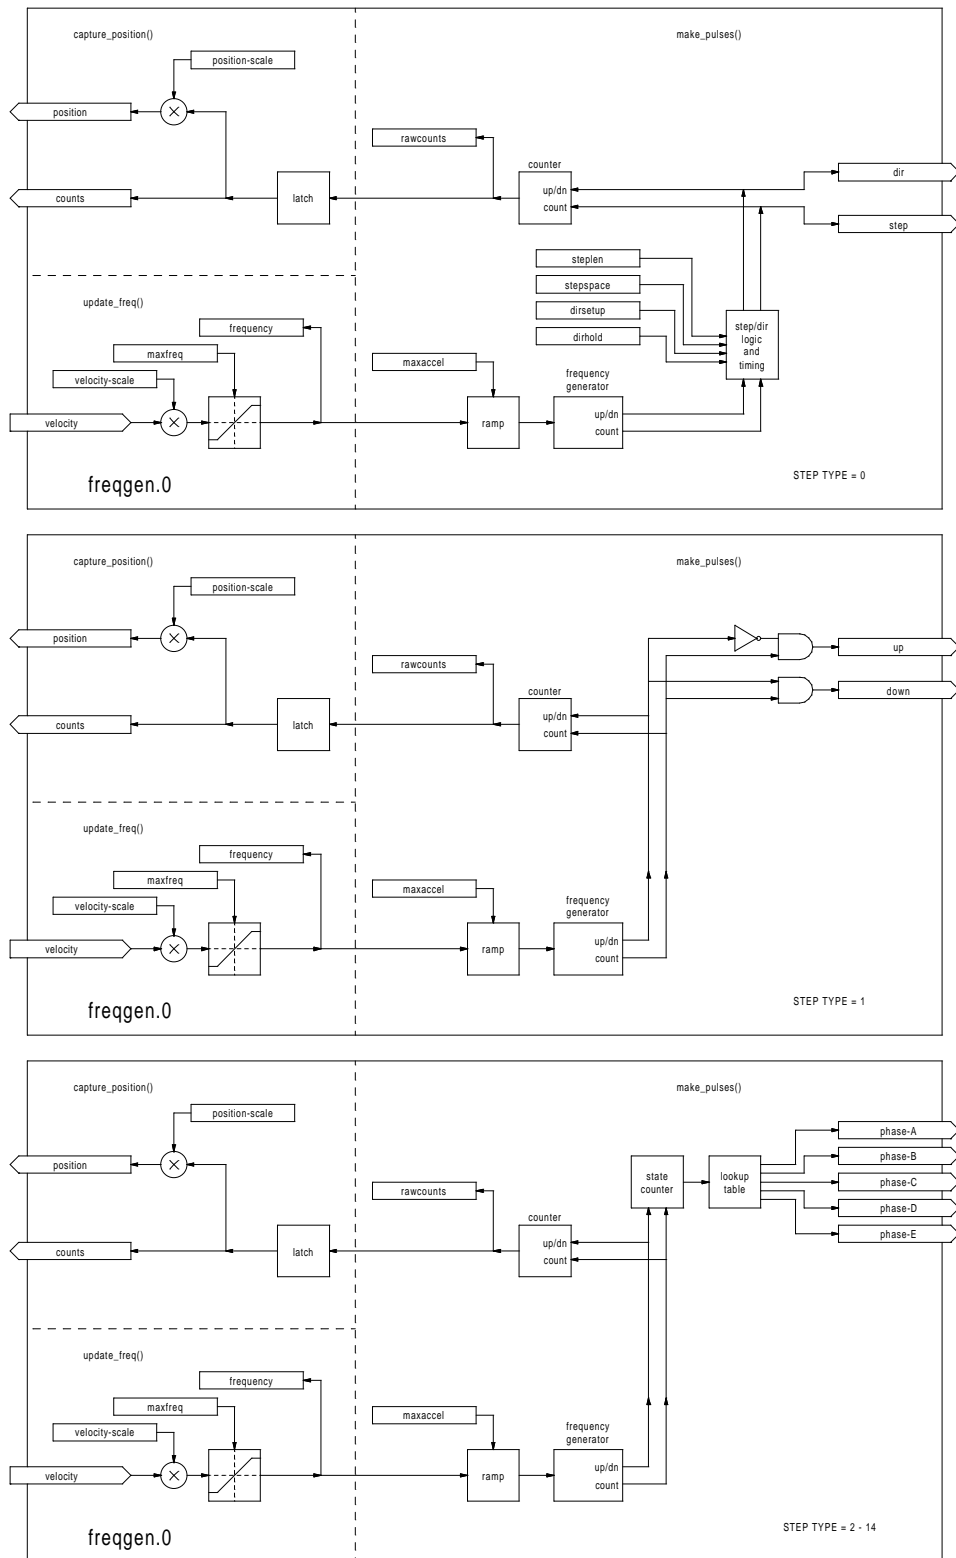 capture_position()
make_pulses()
position-scale
position
rawcounts
counter
up/dn
count
dir
counts
latch
step
steplen
stepspace
update_freq()
dirsetup
frequency
dirhold
step/dir
logic
and
timing
maxfreq
maxaccel
velocity-scale
frequency
generator
velocity
ramp
up/dn
count
freqgen.0
STEP TYPE = 0
capture_position()
make_pulses()
position-scale
position
up
rawcounts
down
counter
up/dn
count
counts
latch
update_freq()
frequency
maxfreq
maxaccel
velocity-scale
frequency
generator
velocity
ramp
up/dn
count
freqgen.0
STEP TYPE = 1
capture_position()
make_pulses()
position-scale
phase-A
position
phase-B
state
counter
lookup
table
phase-C
rawcounts
phase-D
counter
phase-E
up/dn
count
counts
latch
update_freq()
frequency
maxfreq
maxaccel
velocity-scale
frequency
generator
velocity
ramp
up/dn
count
freqgen.0
STEP TYPE = 2 - 14